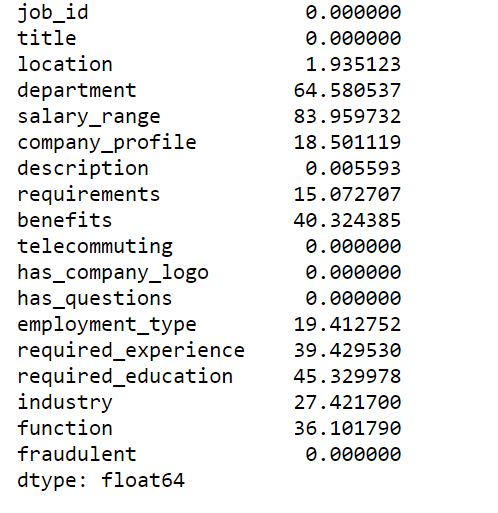 job_id                  0.000000
title                   0.000000
location                1.935123
department             64.580537
salary_range           83.959732
company_profile        18.501119
description             0.005593
requirements           15.072707
benefits               40.324385
telecommuting           0.000000
has_company_logo        0.000000
has_questions           0.000000
employment_type        19.412752
required_experience    39.429530
required_education     45.329978
industry               27.421700
function               36.101790
fraudulent              0.000000
dtype: float64